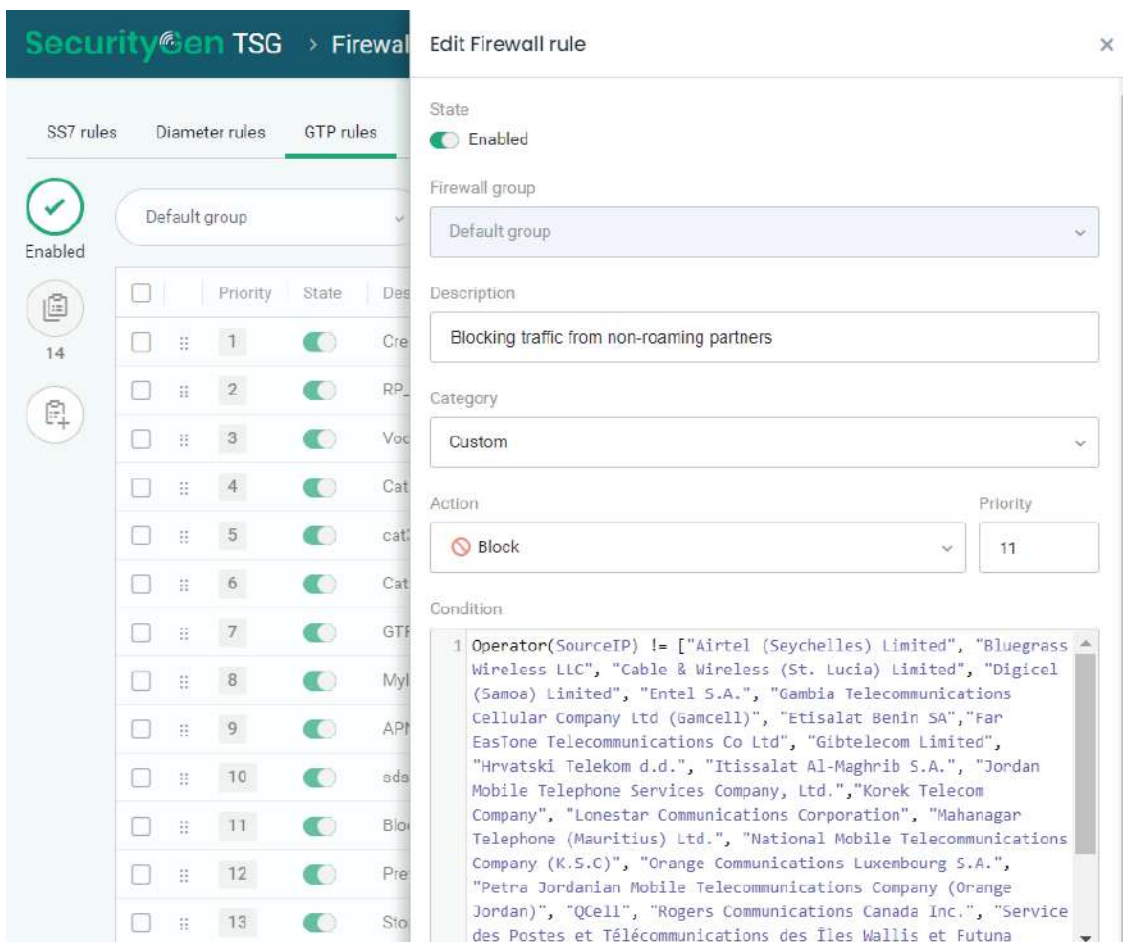 SecurityGen TSG > Firewal
Edit Firewall rule
State
Enabled
SS7 rules Diameter rules GTP rules
Firewall group
Default group
Default group
Enabled
Description
Priority State Des
Blocking traffic from non-roaming partners
14
1 Cre
2 RP_
Category
3 Voc
Custom
4 Cat
Action Priority
5 cat
Block 11
6 Cat
Condition
7 GTP
8 Myl
9 APN
10 sds
11 Blo
12 Pre
13 Sto
1 Operator(SourceIP) != ["Airtel (Seychelles) Limited", "Bluegrass
Wireless LLC", "Cable & Wireless (St. Lucia) Limited", "Digicel
(Samoa) Limited", "Entel S.A.", "Gambia Telecommunications
Cellular Company Ltd (Gamcell)", "Etisalat Benin SA","Far
EasTone Telecommunications Co Ltd", "Gibtelecom Limited",
"Hrvatski Telekom d.d.", "Itissalat Al-Maghrib S.A.", "Jordan
Mobile Telephone Services Company, Ltd.","Korek Telecom
Company", "Lonestar Communications Corporation", "Mahanagar
Telephone (Mauritius) Ltd.", "National Mobile Telecommunications
Company (K.S.C)", "Orange Communications Luxembourg S.A.",
"Petra Jordanian Mobile Telecommunications Company (Orange
Jordan)", "QCell", "Rogers Communications Canada Inc.", "Service
des Postes et Télécommunications des Îles Wallis et Futuna